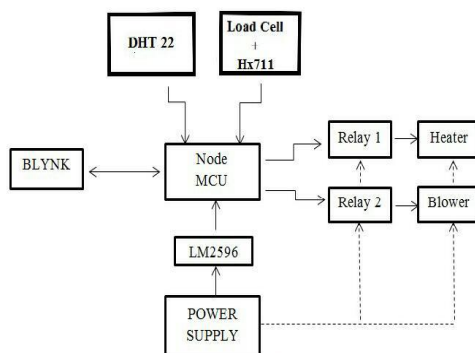 DHT 22
Load Cell
+
Hx711
BLYNK
Node
MCU
Relay 1
Heater
Relay 2
Blower
LM2596
POWER
SUPPLY